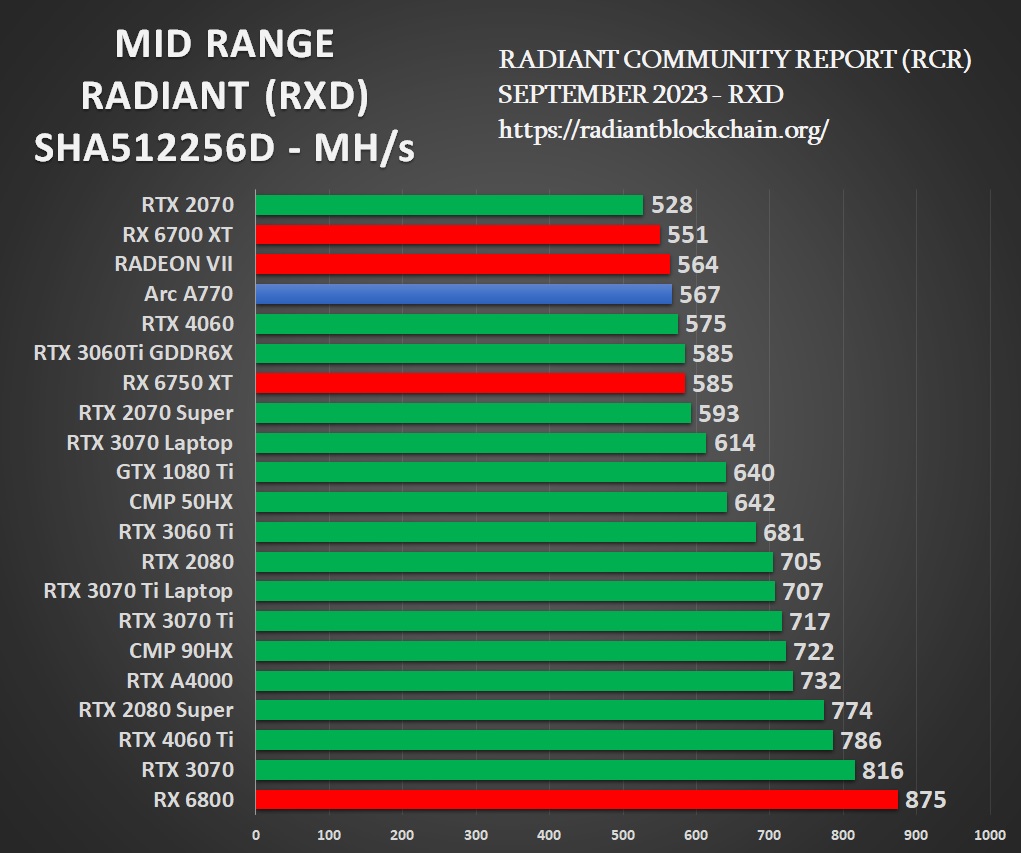 MID RANGE
RADIANT (RXD)
SHA512256D - MH/s
RADIANT COMMUNITY REPORT (RCR)
SEPTEMBER 2023 - RXD
https://radiantblockchain.org/
RTX 2070 528
RX 6700 XT 551
RADEON VII 564
Arc A770 567
RTX 4060 575
RTX 3060Ti GDDR6X 585
RX 6750 XT 585
RTX 2070 Super 593
RTX 3070 Laptop 614
GTX 1080 Ti 640
CMP 50HX 642
RTX 3060 Ti 681
RTX 2080 705
RTX 3070 Ti Laptop 707
RTX 3070 Ti 717
CMP 90HX 722
RTX A4000 732
RTX 2080 Super 774
RTX 4060 Ti 786
RTX 3070 816
RX 6800 875
0 100 200 300 400 500 600 700 800 900 1000